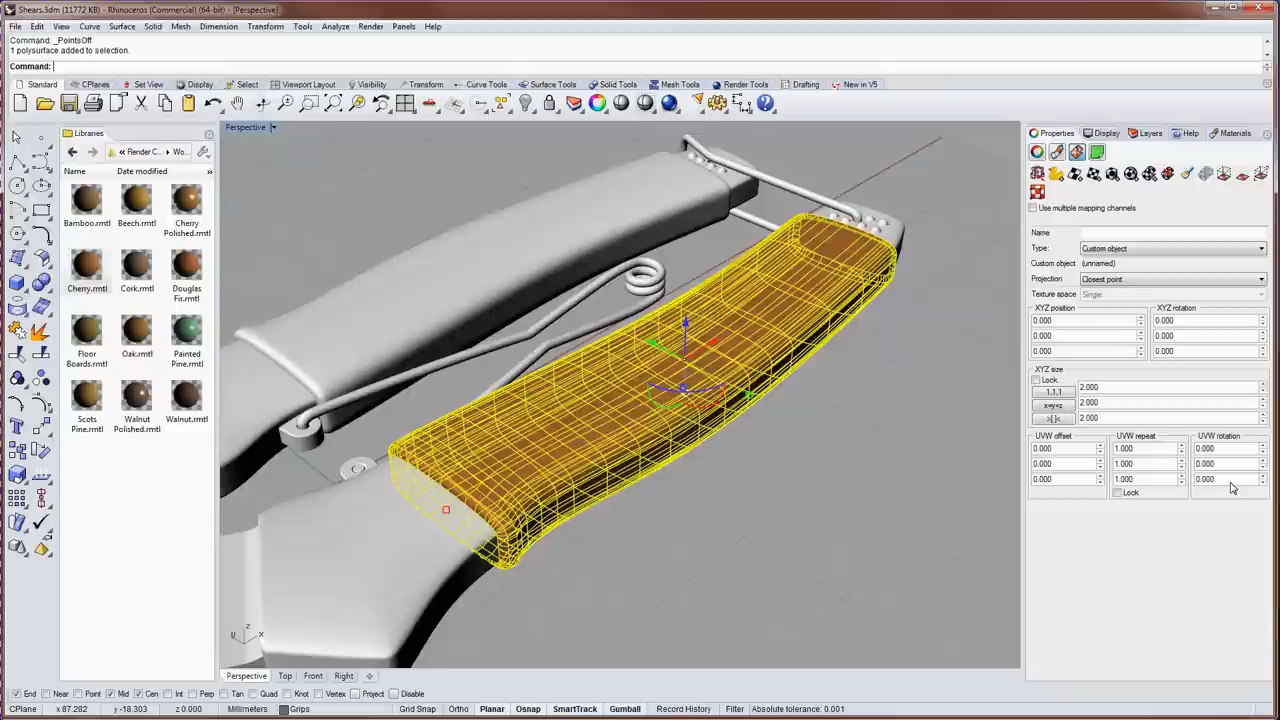 Shears.3dm (11772 KB) - Rhinoceros (Commercial) (64-bit) - [Perspective]
File Edit View Curve Surface Solid Mesh Dimension Transform Tools Analyze Render Panels Help
Command: _PointsOff
1 polysurface added to selection.
Command:
Standard CPlanes Set View Display Select Viewport Layout Visibility Transform Curve Tools Surface Tools Solid Tools Mesh Tools Render Tools Drafting New in V5
Libraries
Perspective
Properties Display Layers Help Materials
Render C... Wo...
Name Date modified »
Bamboo.rmtl Beech.rmtl Cherry Polished.rmtl
Cherry.rmtl Cork.rmtl Douglas Fir.rmtl
Floor Boards.rmtl Oak.rmtl Painted Pine.rmtl
Scots Pine.rmtl Walnut Polished.rmtl Walnut.rmtl
Use multiple mapping channels
Name
Type: Custom object
Custom object (unnamed)
Projection Closest point
Texture space Single
XYZ position XYZ rotation
0.000 0.000
0.000 0.000
0.000 0.000
XYZ size
Lock
1,1,1 2.000
x=y=z 2.000
>[ ]< 2.000
UVW offset UVW repeat UVW rotation
0.000 1.000 0.000
0.000 1.000 0.000
0.000 1.000 0.000
Lock
z
x
Perspective Top Front Right
End Near Point Mid Cen Int Perp Tan Quad Knot Vertex Project Disable
CPlane x 87.282 y -18.303 z 0.000 Millimeters Grips Grid Snap Ortho Planar Osnap SmartTrack Gumball Record History Filter Absolute tolerance: 0.001